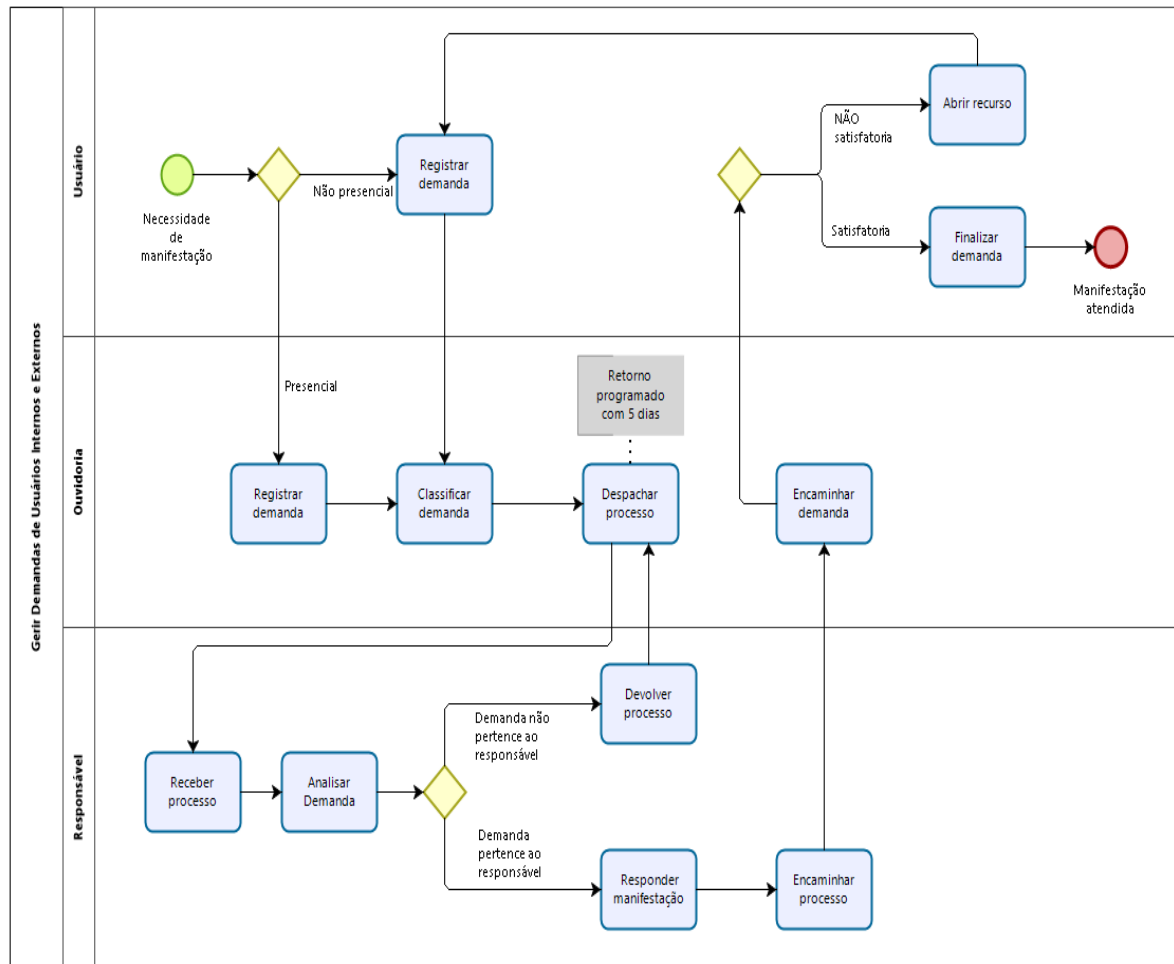 Gerir Demandas de Usuários Internos e Externos
Usuário
Necessidade
de
manifestação
Não presencial
Registrar
demanda
NÃO
satisfatoria
Abrir recurso
Satisfatoria
Finalizar
demanda
Manifestação
atendida
Ouvidoria
Presencial
Registrar
demanda
Classificar
demanda
Retorno
programado
com 5 dias
Despachar
processo
Encaminhar
demanda
Responsável
Receber
processo
Analisar
Demanda
Demanda não
pertence ao
responsável
Devolver
processo
Demanda
pertence ao
responsável
Responder
manifestação
Encaminhar
processo